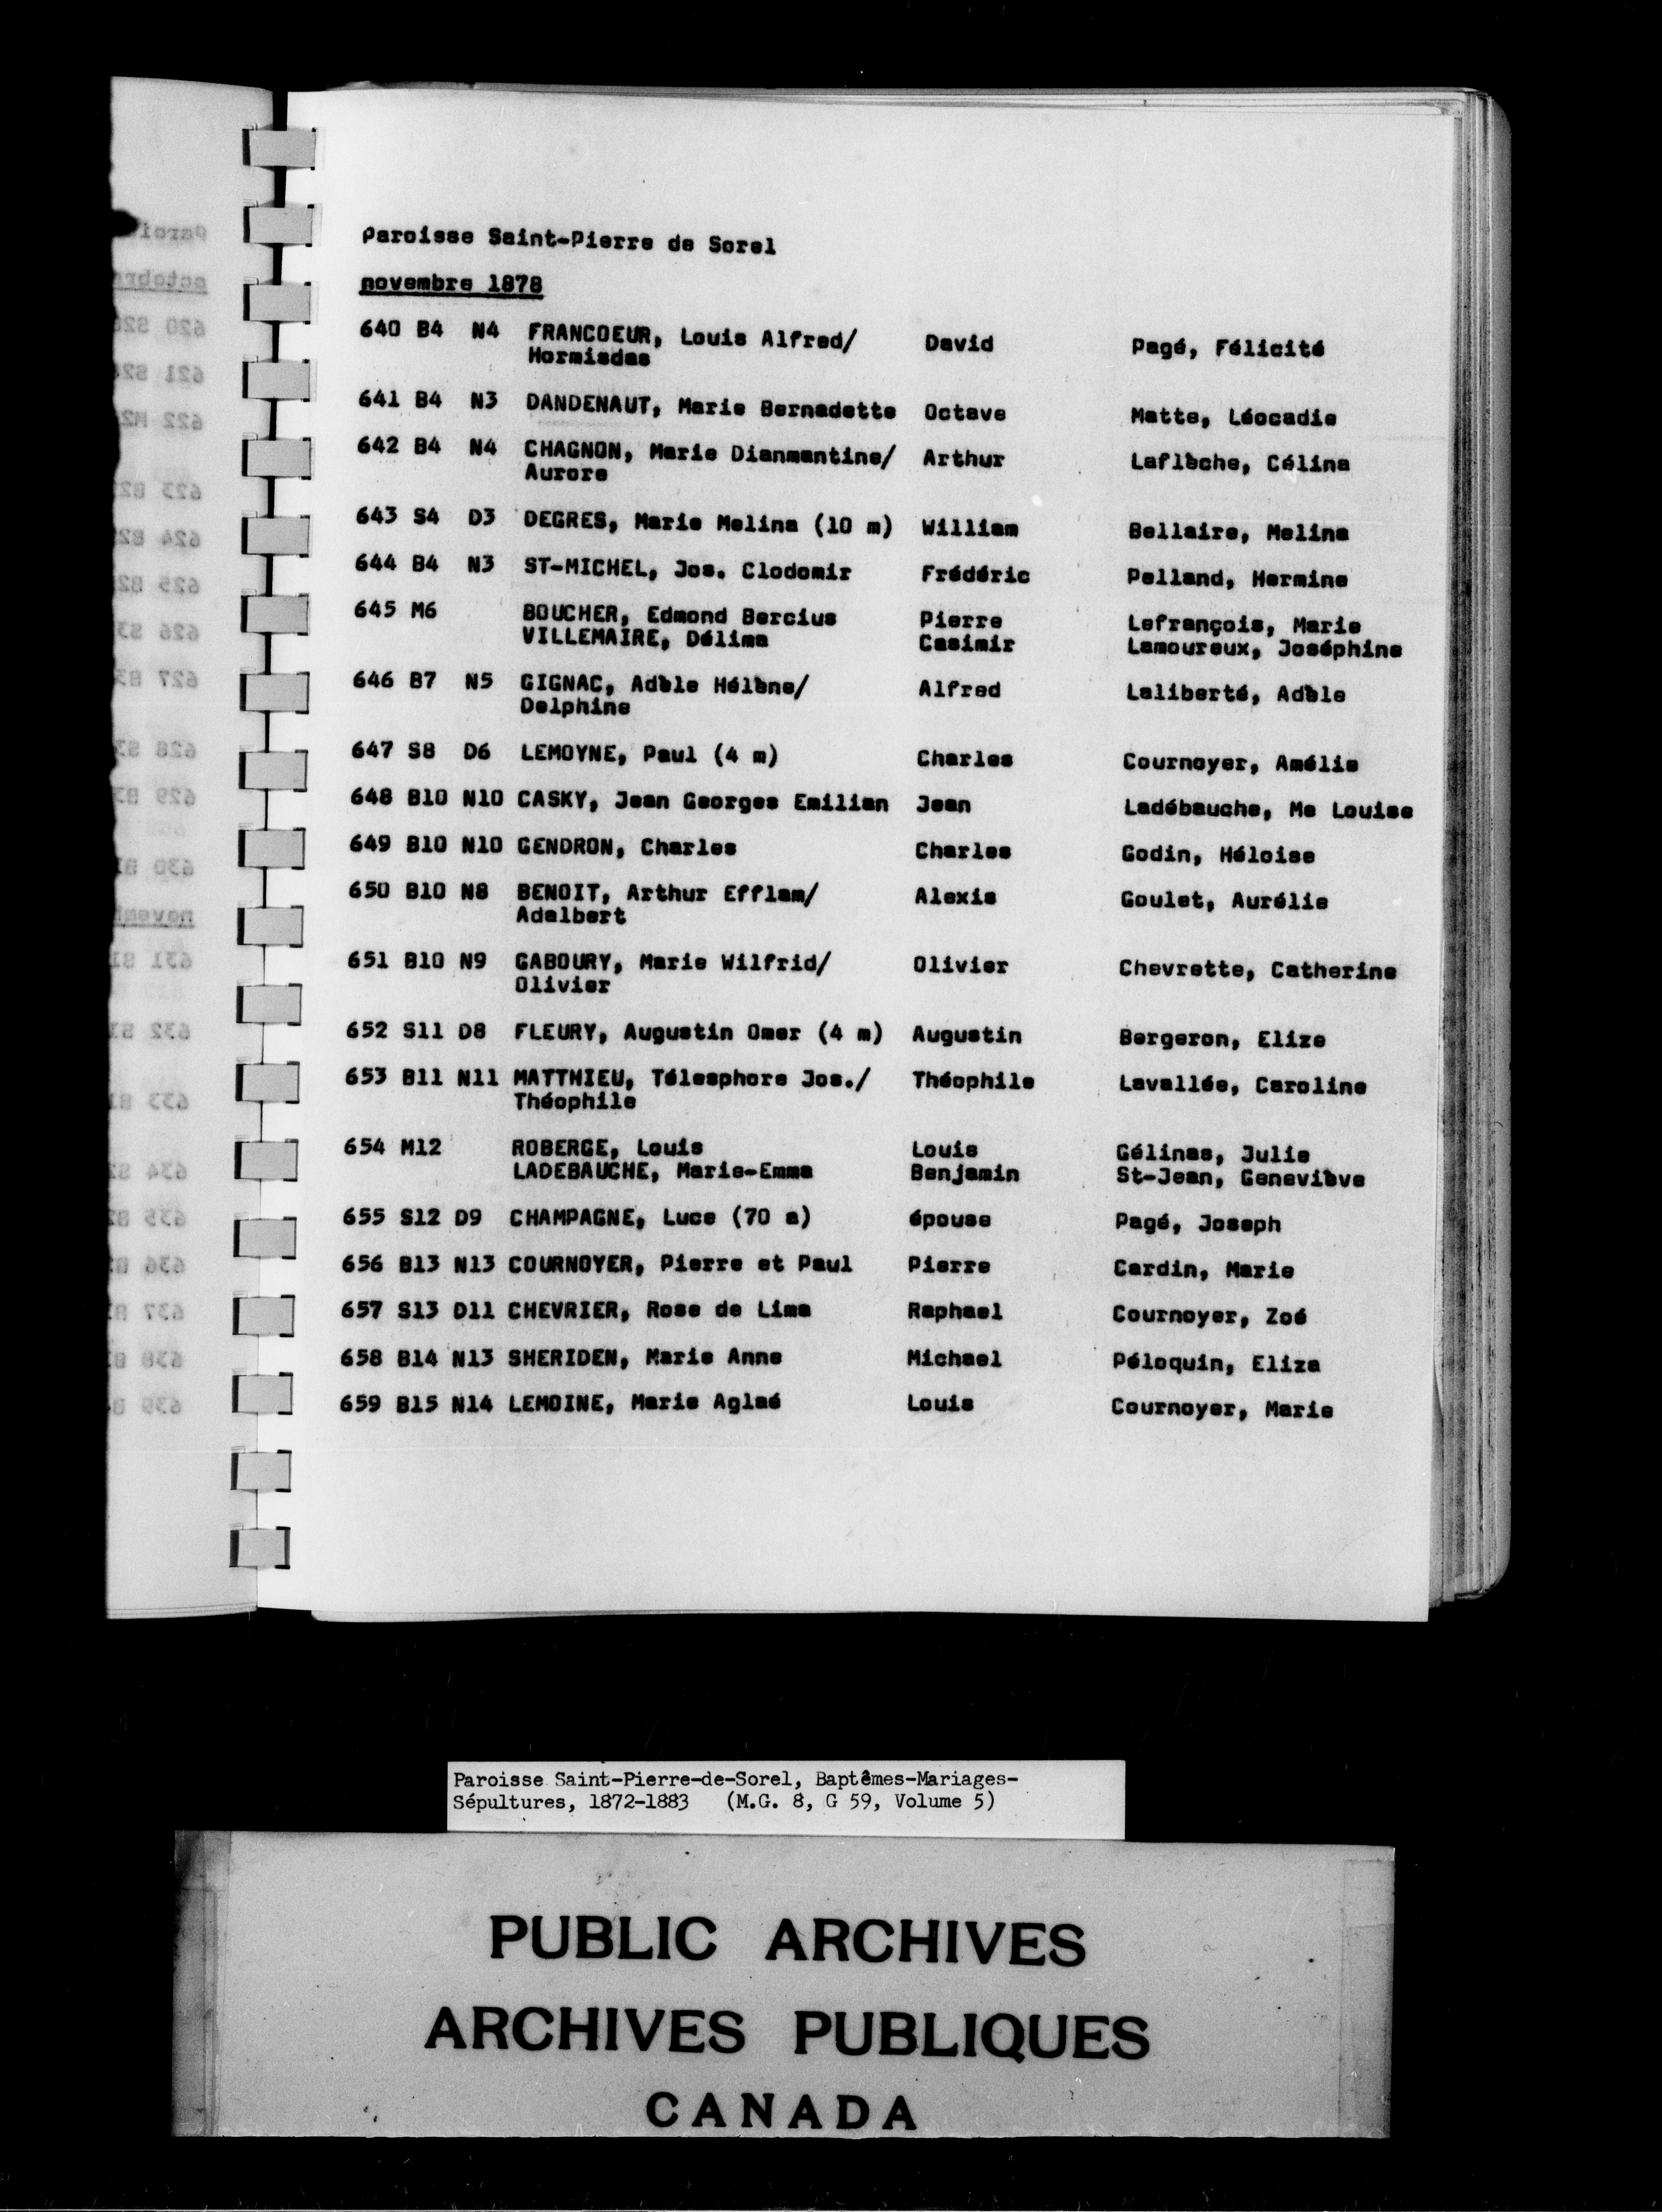 Paroisse Saint-Pierre de Sorel
novembre 1878
640 B4 N4 FRANCOEUR, Louis Alfred/ David Pagé, Félicité
Hormisdas
641 B4 N3 DANDENAUT, Marie Bernadette Octave Matte, Léocadie
642 B4 N4 CHAGNON, Marie Dianmantine/ Arthur Laflèche, Célina
Aurore
643 S4 D3 DEGRES, Marie Melina (10 m) William Bellaire, Melina
644 B4 N3 ST-MICHEL, Jos. Clodomir Frédéric Pelland, Hermine
645 M6 BOUCHER, Edmond Bercius Pierre Lefrançois, Marie
VILLEMAIRE, Délima Casimir Lamoureux, Joséphine
646 B7 N5 GIGNAC, Adèle Hélène/ Alfred Laliberté, Adèle
Delphine
647 S8 D6 LEMOYNE, Paul (4 m) Charles Cournoyer, Amélie
648 B10 N10 CASKY, Jean Georges Emilien Jean Ladébauche, Me Louise
649 B10 N10 GENDRON, Charles Charles Godin, Héloise
650 B10 N8 BENOIT, Arthur Efflam/ Alexis Goulet, Aurélie
Adalbert
651 B10 N9 GABOURY, Marie Wilfrid/ Olivier Chevrette, Catherine
Olivier
652 S11 D8 FLEURY, Augustin Omer (4 m) Augustin Bergeron, Elize
653 B11 N11 MATTHIEU, Télesphore Jos./ Théophile Lavallée, Caroline
Théophile
654 M12 ROBERGE, Louis Louis Gélinas, Julie
LADEBAUCHE, Marie-Emma Benjamin St-Jean, Geneviève
655 S12 D9 CHAMPAGNE, Luce (70 a) épouse Pagé, Joseph
656 B13 N13 COURNOYER, Pierre et Paul Pierre Cardin, Marie
657 S13 D11 CHEVRIER, Rose de Lima Raphael Cournoyer, Zoé
658 B14 N13 SHERIDEN, Marie Anne Michael Péloquin, Eliza
659 B15 N14 LEMOINE, Marie Aglaé Louis Cournoyer, Marie
Paroisse Saint-Pierre-de-Sorel, Baptêmes-Mariages-
Sépultures, 1872-1883 (M.G. 8, G 59, Volume 5)
PUBLIC ARCHIVES
ARCHIVES PUBLIQUES
CANADA